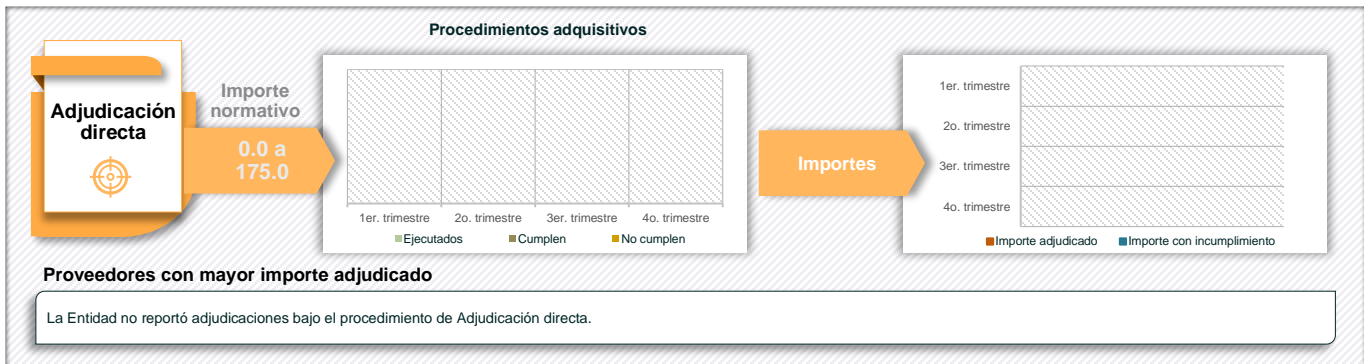 Procedimientos adquisitivos
Adjudicación
directa
Importe
normativo
0.0 a
175.0
1er. trimestre 2o. trimestre 3er. trimestre 4o. trimestre
Ejecutados Cumplen No cumplen
Importes
1er. trimestre
2o. trimestre
3er. trimestre
4o. trimestre
Importe adjudicado Importe con incumplimiento
Proveedores con mayor importe adjudicado
La Entidad no reportó adjudicaciones bajo el procedimiento de Adjudicación directa.